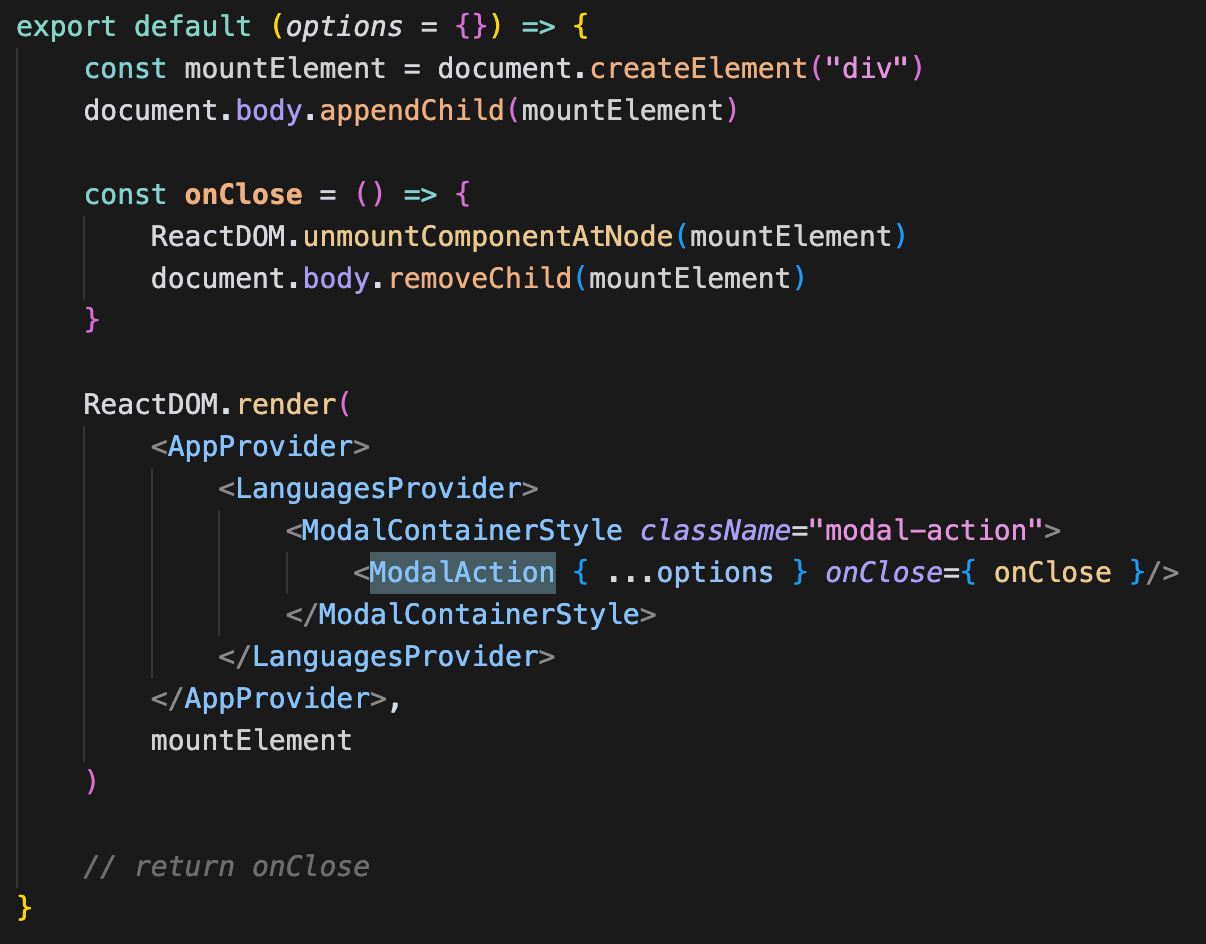 export default (options = {}) => {
    const mountElement = document.createElement("div")
    document.body.appendChild(mountElement)

    const onClose = () => {
        ReactDOM.unmountComponentAtNode(mountElement)
        document.body.removeChild(mountElement)
    }

    ReactDOM.render(
        <AppProvider>
            <LanguagesProvider>
                <ModalContainerStyle className="modal-action">
                    <ModalAction { ...options } onClose={ onClose }/>
                </ModalContainerStyle>
            </LanguagesProvider>
        </AppProvider>,
        mountElement
    )

    // return onClose
}